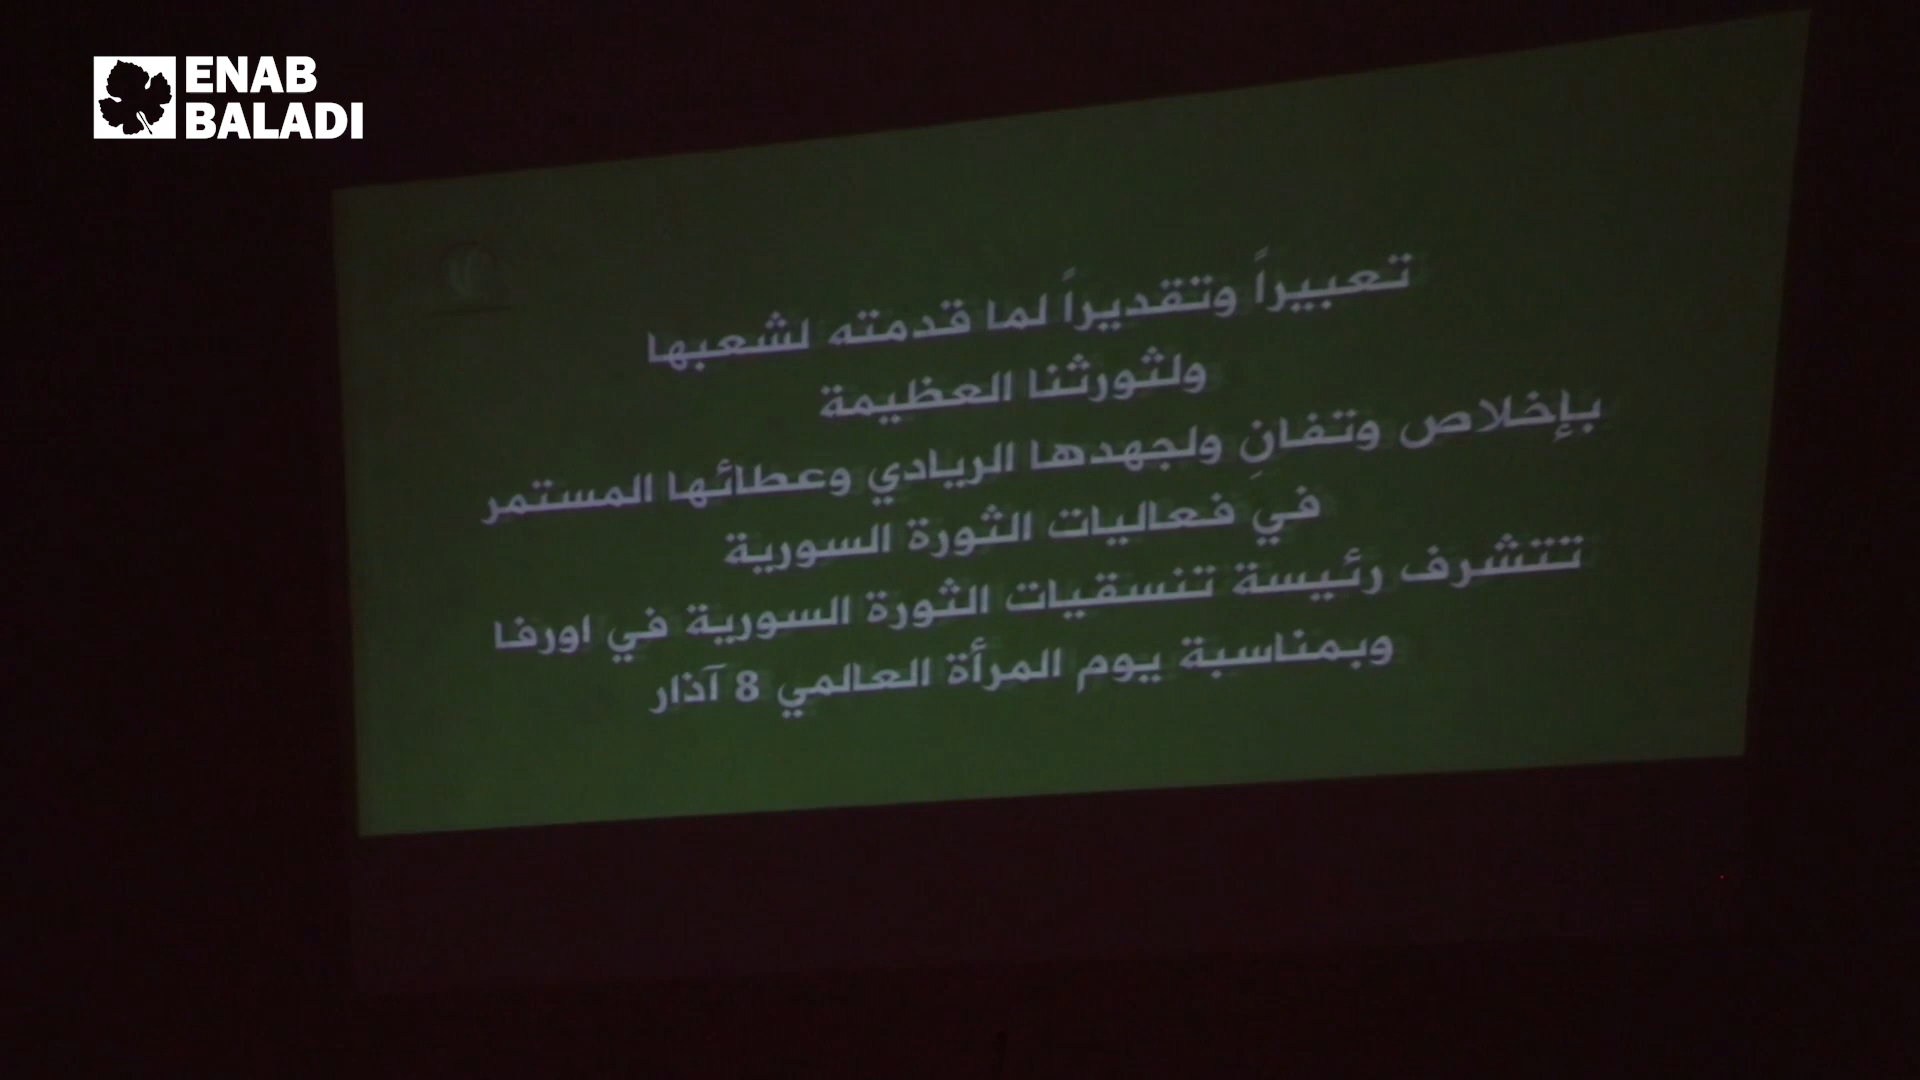 ENAB
BALADI
تعبيراً وتقديراً لما قدمته لشعبها
ولثورثنا العظيمة
بإخلاص وتفانِ ولجهدها الريادي وعطائها المستمر
في فعاليات الثورة السورية
تتشرف رئيسة تنسقيات الثورة السورية في اورفا
وبمناسبة يوم المرأة العالمي 8 آذار